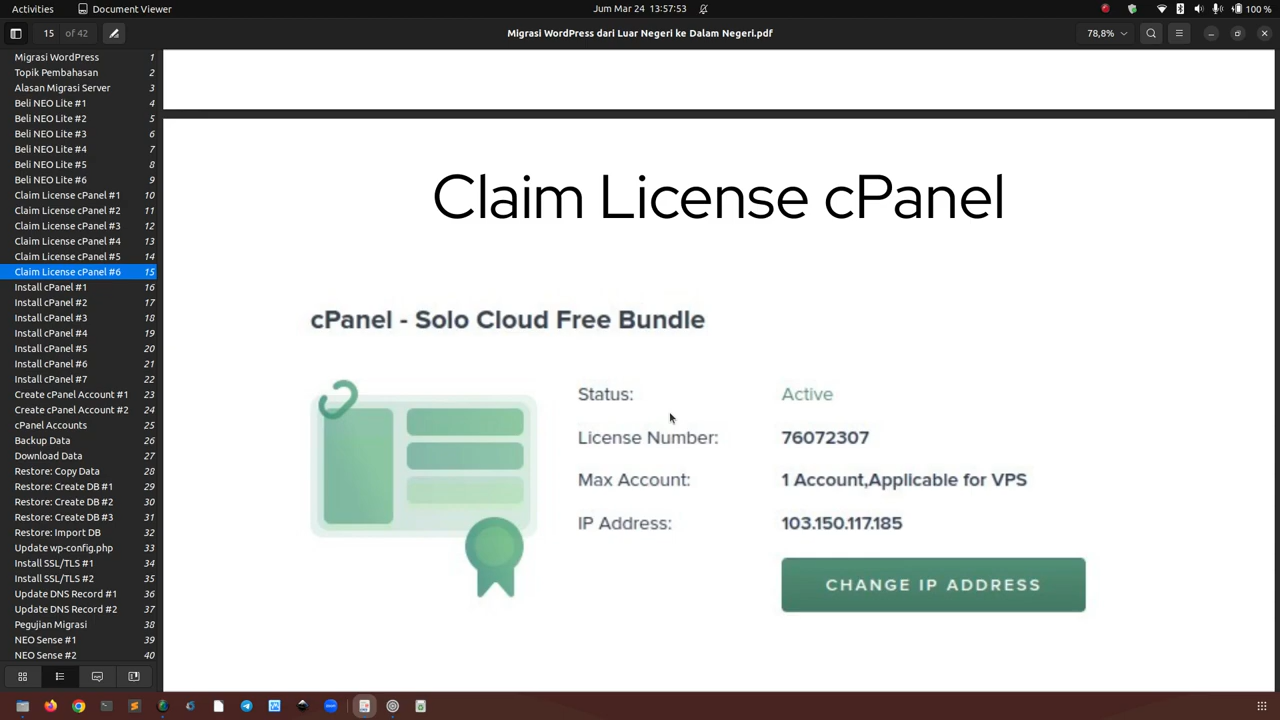 Activities
Document Viewer
Jum Mar 24 13:57:53
100 %
15 of 42
Migrasi WordPress dari Luar Negeri ke Dalam Negeri.pdf
78,8%
Migrasi WordPress 1
Topik Pembahasan 2
Alasan Migrasi Server 3
Beli NEO Lite #1 4
Beli NEO Lite #2 5
Beli NEO Lite #3 6
Beli NEO Lite #4 7
Beli NEO Lite #5 8
Beli NEO Lite #6 9
Claim License cPanel #1 10
Claim License cPanel #2 11
Claim License cPanel #3 12
Claim License cPanel #4 13
Claim License cPanel #5 14
Claim License cPanel #6 15
Install cPanel #1 16
Install cPanel #2 17
Install cPanel #3 18
Install cPanel #4 19
Install cPanel #5 20
Install cPanel #6 21
Install cPanel #7 22
Create cPanel Account #1 23
Create cPanel Account #2 24
cPanel Accounts 25
Backup Data 26
Download Data 27
Restore: Copy Data 28
Restore: Create DB #1 29
Restore: Create DB #2 30
Restore: Create DB #3 31
Restore: Import DB 32
Update wp-config.php 33
Install SSL/TLS #1 34
Install SSL/TLS #2 35
Update DNS Record #1 36
Update DNS Record #2 37
Pegujian Migrasi 38
NEO Sense #1 39
NEO Sense #2 40
Claim License cPanel
cPanel - Solo Cloud Free Bundle
Status: Active
License Number: 76072307
Max Account: 1 Account,Applicable for VPS
IP Address: 103.150.117.185
CHANGE IP ADDRESS